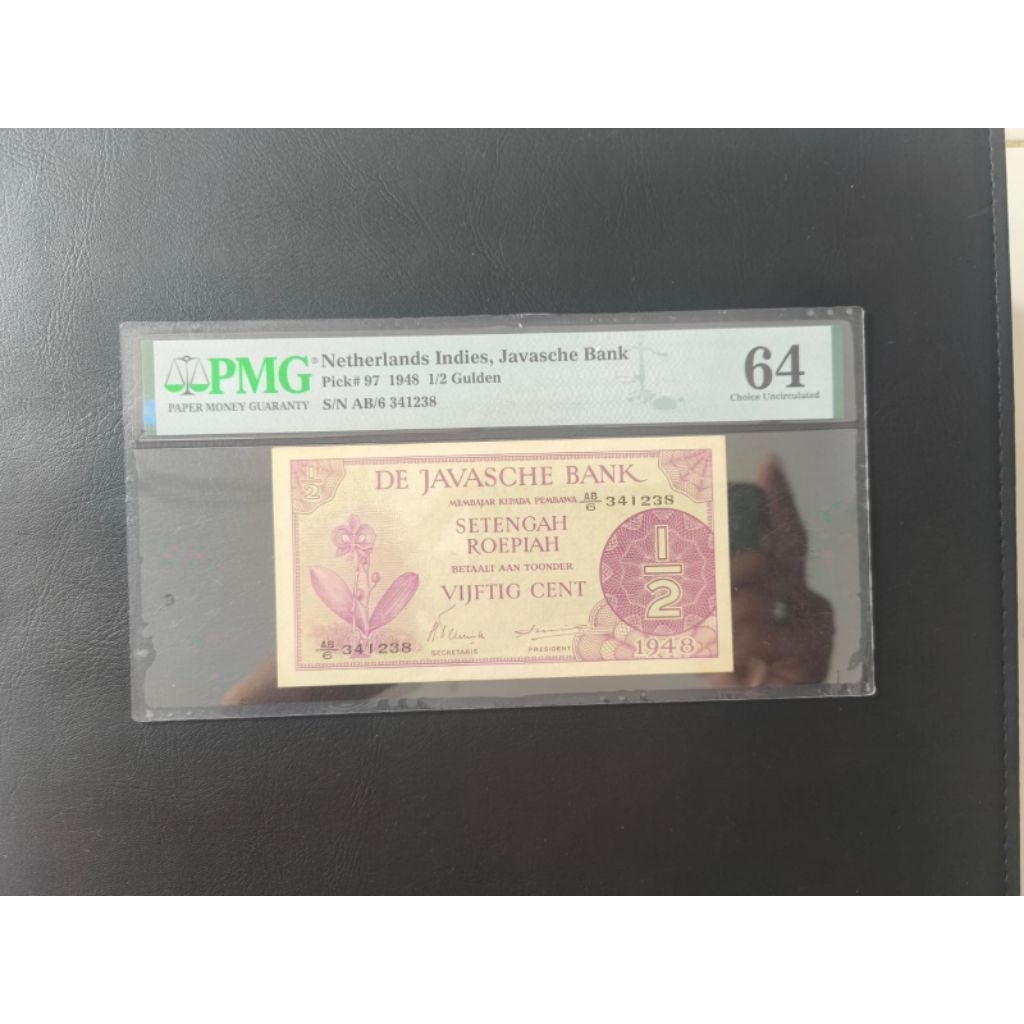 PMG®
PAPER MONEY GUARANTY
Netherlands Indies, Javasche Bank
Pick# 97 1948 1/2 Gulden
S/N AB/6 341238
64
Choice Uncirculated
1/2
DE JAVASCHE BANK
MEMBAJAR KEPADA PEMBAWA
AB/6 341238
SETENGAH
ROEPIAH
BETAALT AAN TOONDER
VIJFTIG CENT
1/2
AB/6 341238
SECRETARIS
PRESIDENT
1948